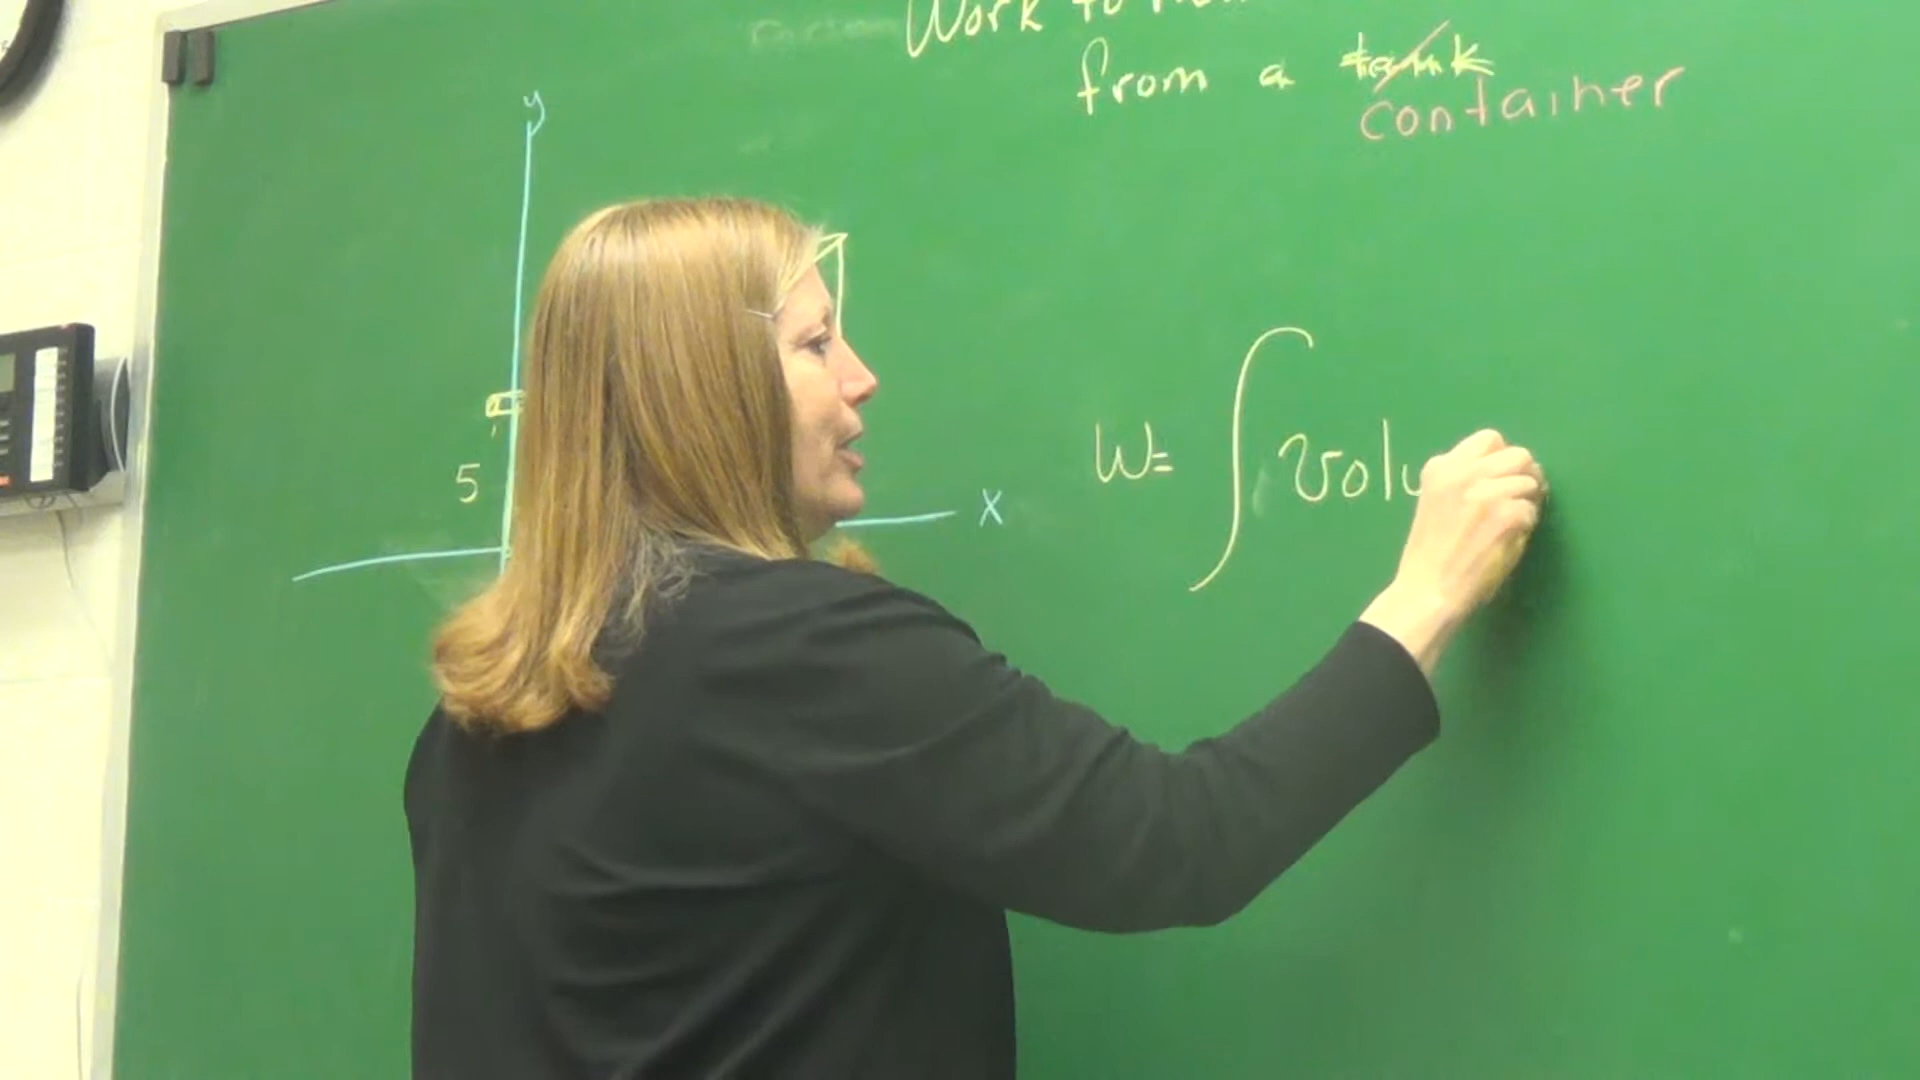 Work to
from a tank
container
y
5
x
W= ∫ volu